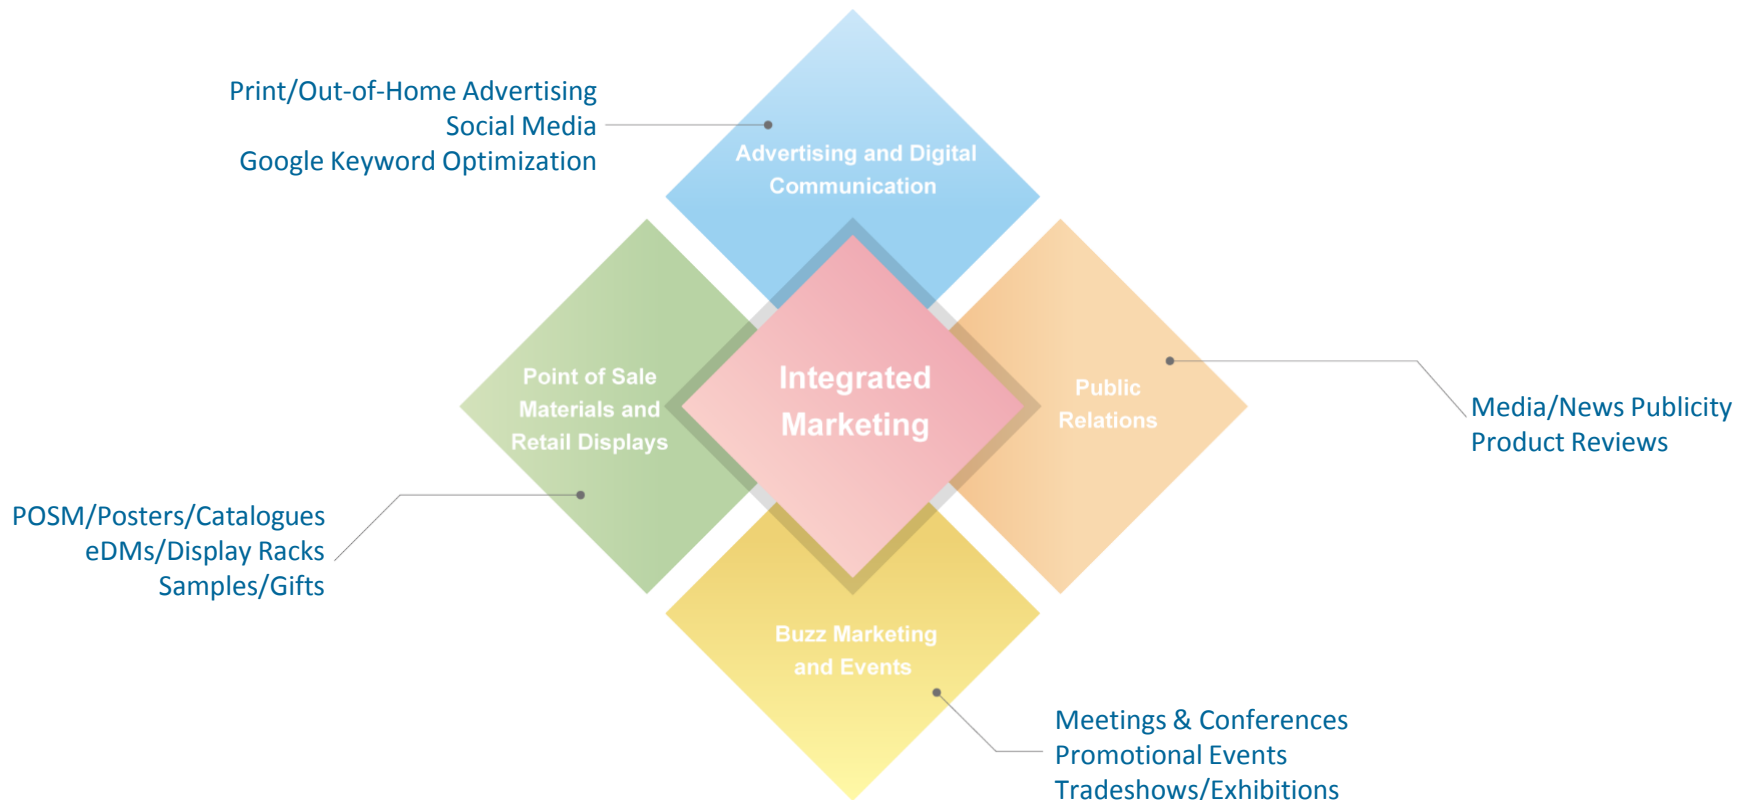 Print/Out-of-Home Advertising
Social Media
Google Keyword Optimization
Advertising and Digital
Communication
Point of Sale
Materials and
Retail Displays
Integrated
Marketing
Public
Relations
Media/News Publicity
Product Reviews
POSM/Posters/Catalogues
eDMs/Display Racks
Samples/Gifts
Buzz Marketing
and Events
Meetings & Conferences
Promotional Events
Tradeshows/Exhibitions